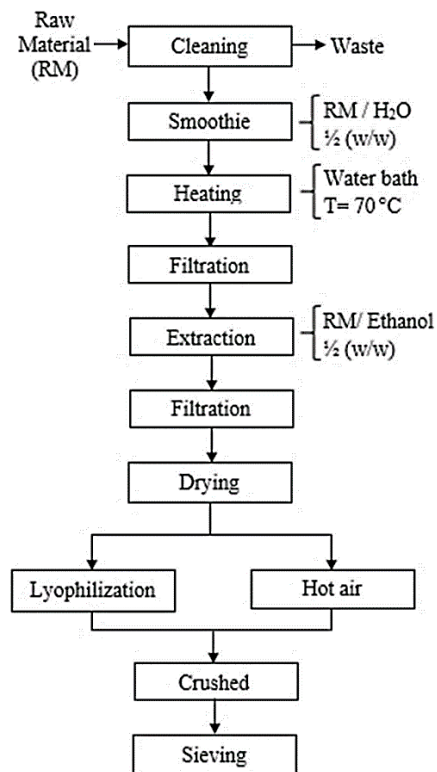 Raw
Material
(RM)
Cleaning
Waste
Smoothie
RM / H₂O
½ (w/w)
Heating
Water bath
T= 70 °C
Filtration
Extraction
RM/ Ethanol
½ (w/w)
Filtration
Drying
Lyophilization
Hot air
Crushed
Sieving